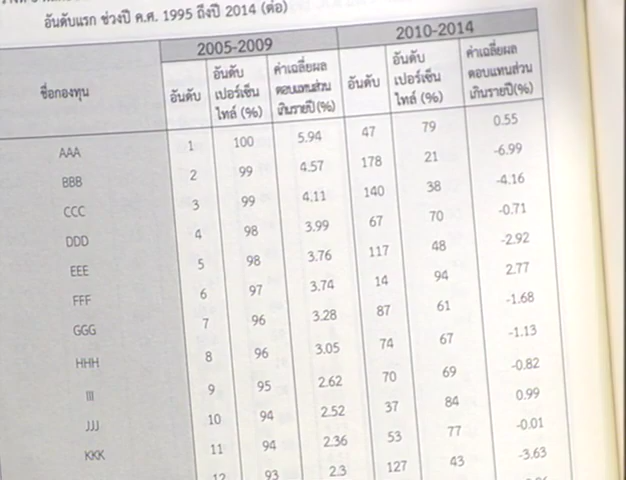 อันดับแรก ช่วงปี ค.ศ. 1995 ถึงปี 2014 (ต่อ)
ชื่อกองทุน 2005-2009 2010-2014
อันดับ อันดับเปอร์เซ็นไทล์ (%) ค่าเฉลี่ยผลตอบแทนส่วนเกินรายปี(%) อันดับ อันดับเปอร์เซ็นไทล์ (%) ค่าเฉลี่ยผลตอบแทนส่วนเกินรายปี(%)
AAA 1 100 5.94 47 79 0.55
BBB 2 99 4.57 178 21 -6.99
CCC 3 99 4.11 140 38 -4.16
DDD 4 98 3.99 67 70 -0.71
EEE 5 98 3.76 117 48 -2.92
FFF 6 97 3.74 14 94 2.77
GGG 7 96 3.28 87 61 -1.68
HHH 8 96 3.05 74 67 -1.13
III 9 95 2.62 70 69 -0.82
JJJ 10 94 2.52 37 84 0.99
KKK 11 94 2.36 53 77 -0.01
12 93 2.3 127 43 -3.63